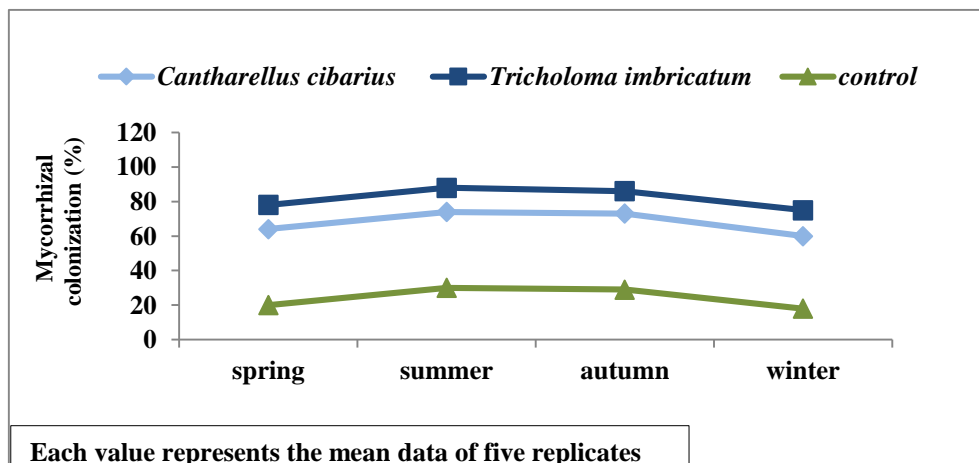 Cantharellus cibarius Tricholoma imbricatum control
120
100
80
60
40
20
0
Mycorrhizal
colonization (%)
spring summer autumn winter
Each value represents the mean data of five replicates